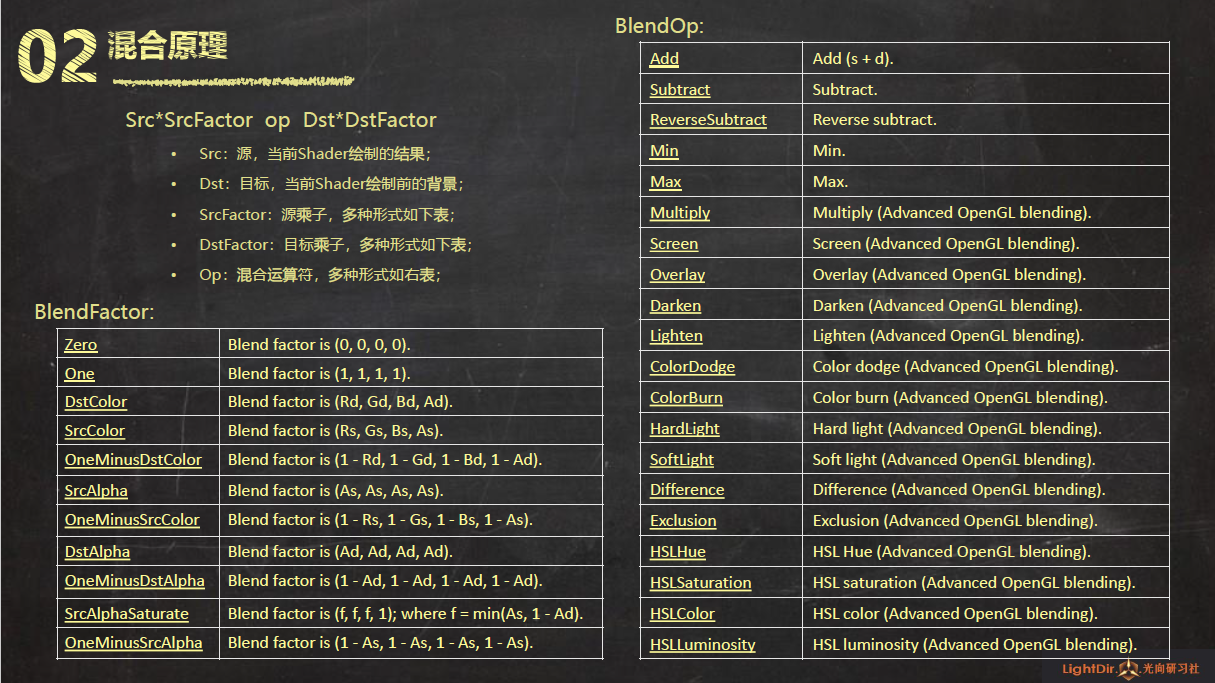 02 混合原理
Src*SrcFactor op Dst*DstFactor
• Src：源，当前Shader绘制的结果；
• Dst：目标，当前Shader绘制前的背景；
• SrcFactor：源乘子，多种形式如下表；
• DstFactor：目标乘子，多种形式如下表；
• Op：混合运算符，多种形式如右表；
BlendFactor:
Zero Blend factor is (0, 0, 0, 0).
One Blend factor is (1, 1, 1, 1).
DstColor Blend factor is (Rd, Gd, Bd, Ad).
SrcColor Blend factor is (Rs, Gs, Bs, As).
OneMinusDstColor Blend factor is (1 - Rd, 1 - Gd, 1 - Bd, 1 - Ad).
SrcAlpha Blend factor is (As, As, As, As).
OneMinusSrcColor Blend factor is (1 - Rs, 1 - Gs, 1 - Bs, 1 - As).
DstAlpha Blend factor is (Ad, Ad, Ad, Ad).
OneMinusDstAlpha Blend factor is (1 - Ad, 1 - Ad, 1 - Ad, 1 - Ad).
SrcAlphaSaturate Blend factor is (f, f, f, 1); where f = min(As, 1 - Ad).
OneMinusSrcAlpha Blend factor is (1 - As, 1 - As, 1 - As, 1 - As).
BlendOp:
Add Add (s + d).
Subtract Subtract.
ReverseSubtract Reverse subtract.
Min Min.
Max Max.
Multiply Multiply (Advanced OpenGL blending).
Screen Screen (Advanced OpenGL blending).
Overlay Overlay (Advanced OpenGL blending).
Darken Darken (Advanced OpenGL blending).
Lighten Lighten (Advanced OpenGL blending).
ColorDodge Color dodge (Advanced OpenGL blending).
ColorBurn Color burn (Advanced OpenGL blending).
HardLight Hard light (Advanced OpenGL blending).
SoftLight Soft light (Advanced OpenGL blending).
Difference Difference (Advanced OpenGL blending).
Exclusion Exclusion (Advanced OpenGL blending).
HSLHue HSL Hue (Advanced OpenGL blending).
HSLSaturation HSL saturation (Advanced OpenGL blending).
HSLColor HSL color (Advanced OpenGL blending).
HSLLuminosity HSL luminosity (Advanced OpenGL blending).
LightDir. 光向研习社